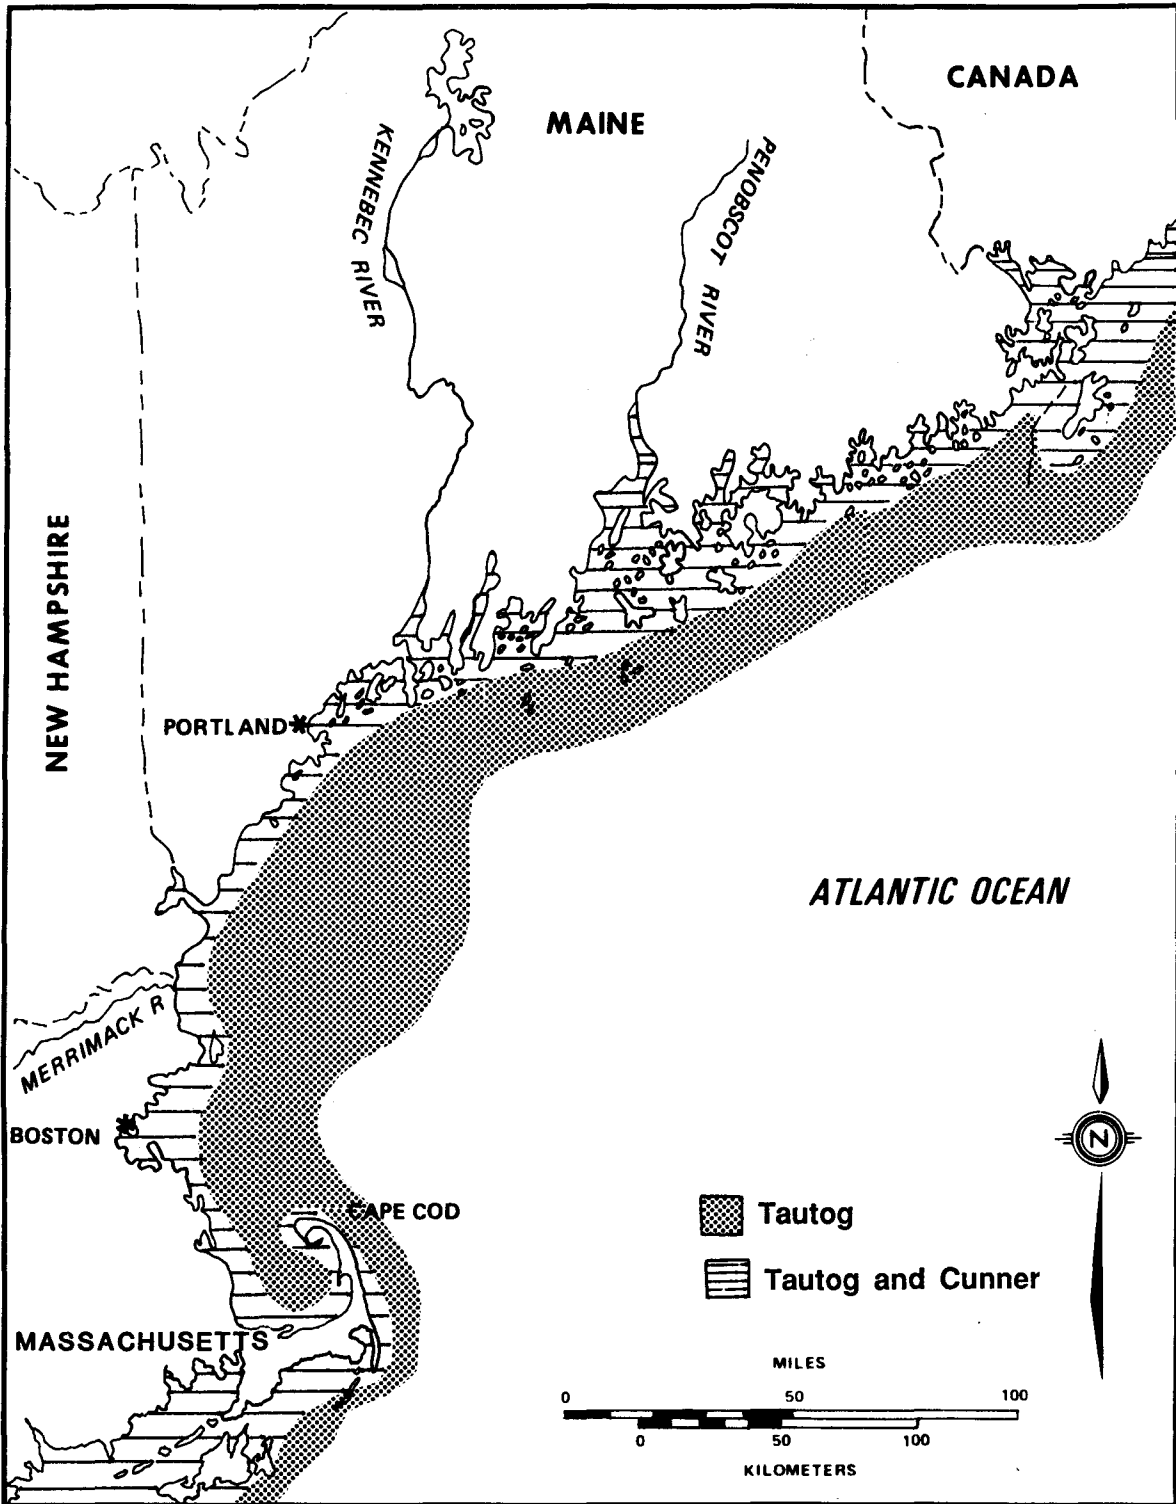 CANADA
MAINE
KENNEBEC RIVER
PENOBSCOT RIVER
NEW HAMPSHIRE
PORTLAND
ATLANTIC OCEAN
MERRIMACK R
BOSTON
N
CAPE COD
Tautog
Tautog and Cunner
MASSACHUSETTS
MILES
0 50 100
0 50 100
KILOMETERS